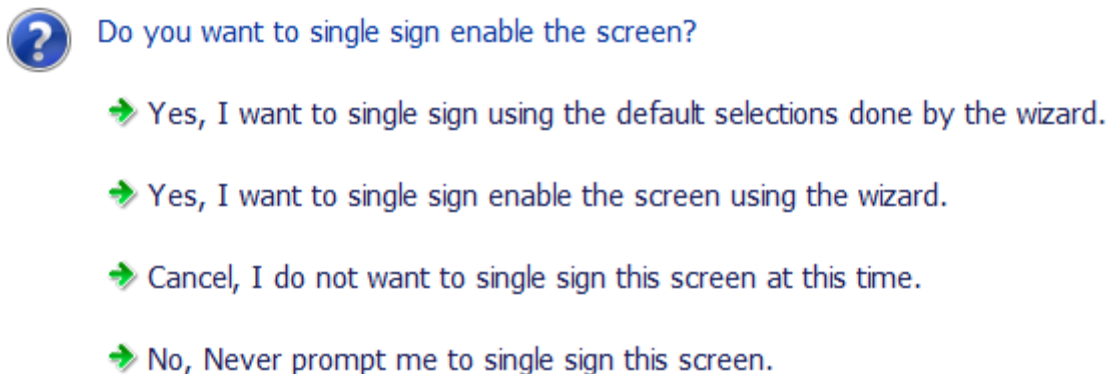 Do you want to single sign enable the screen?
Yes, I want to single sign using the default selections done by the wizard.
Yes, I want to single sign enable the screen using the wizard.
Cancel, I do not want to single sign this screen at this time.
No, Never prompt me to single sign this screen.